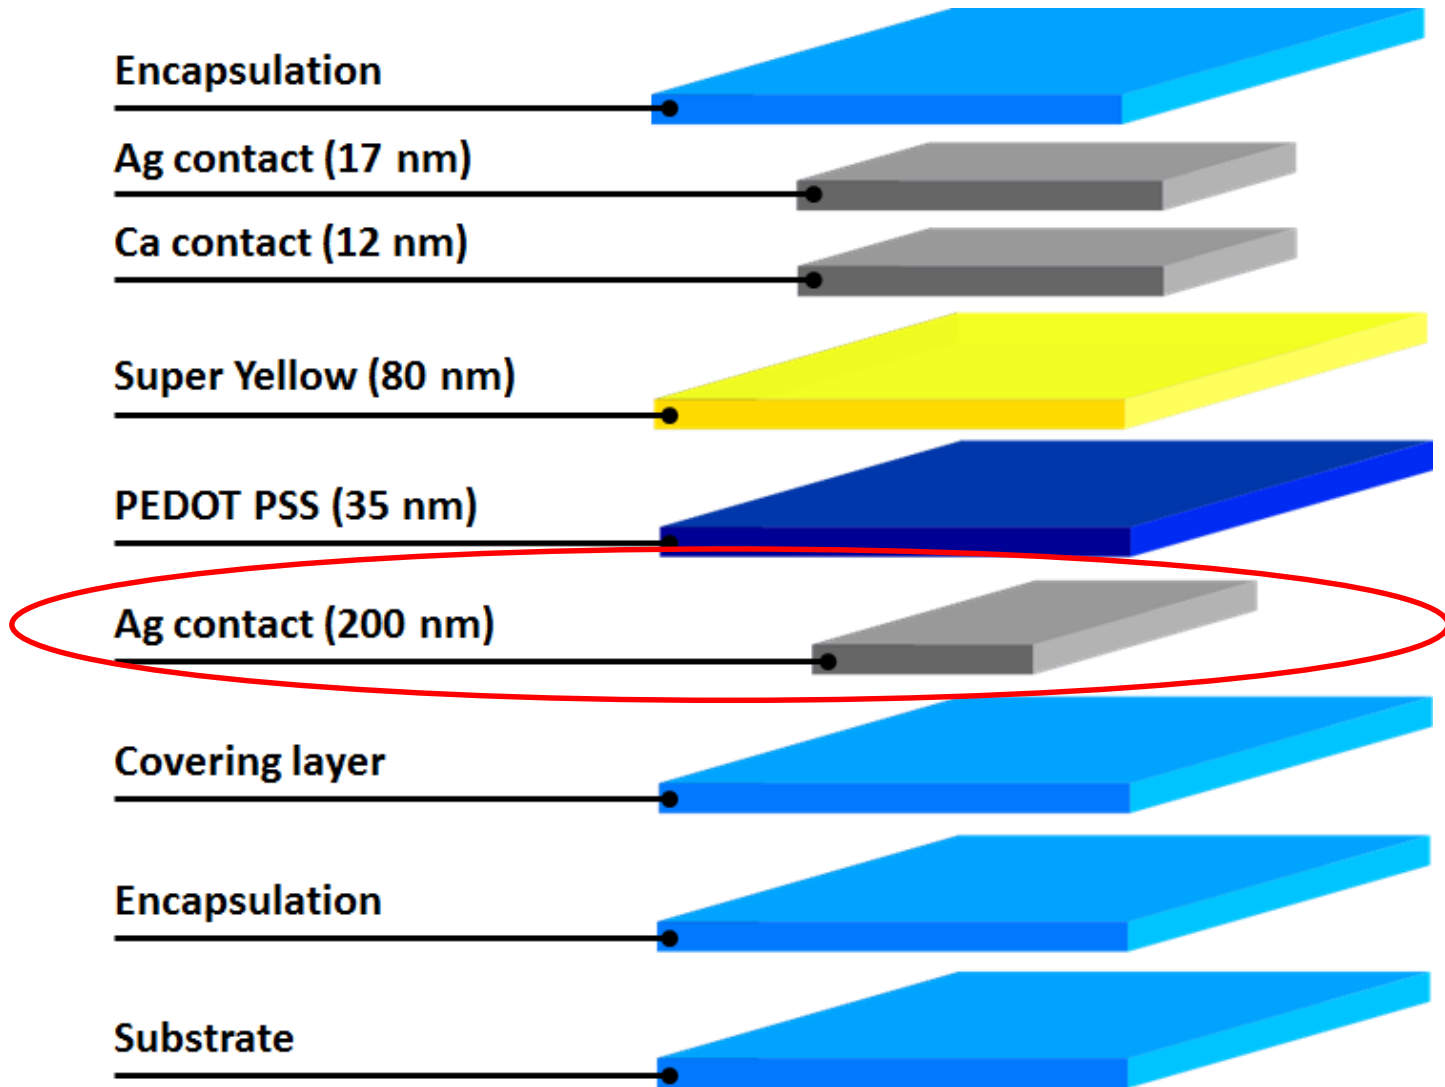 Encapsulation
Ag contact (17 nm)
Ca contact (12 nm)
Super Yellow (80 nm)
PEDOT PSS (35 nm)
Ag contact (200 nm)
Covering layer
Encapsulation
Substrate